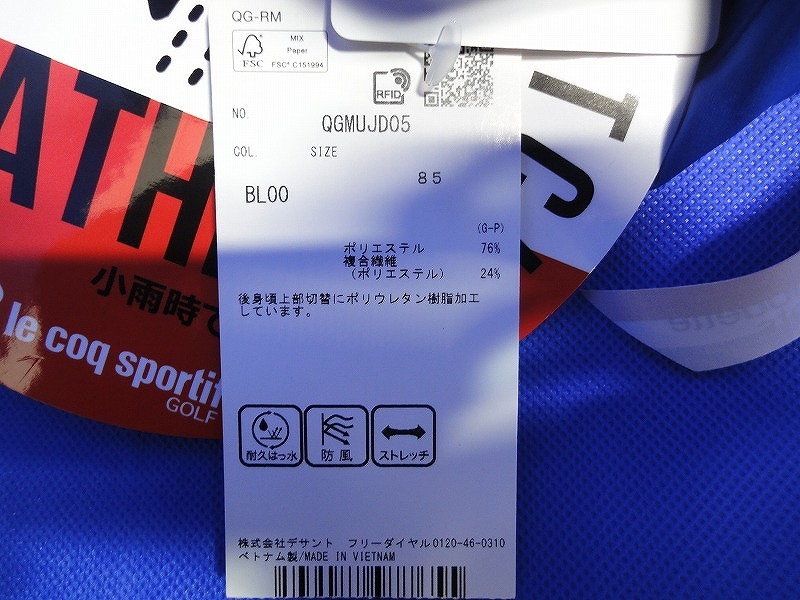 QG-RM
FSC
MIX
Paper
FSC® C151994
RFID
NO.
QGMUJD05
COL.
SIZE
BL00
85
(G-P)
ポリエステル 76%
複合繊維
(ポリエステル) 24%
後身頃上部切替にポリウレタン樹脂加工
しています。
耐久はっ水
防風
ストレッチ
株式会社デサント フリーダイヤル0120-46-0310
ベトナム製/MADE IN VIETNAM
ATH
小雨時で
le coq sportif
GOLF